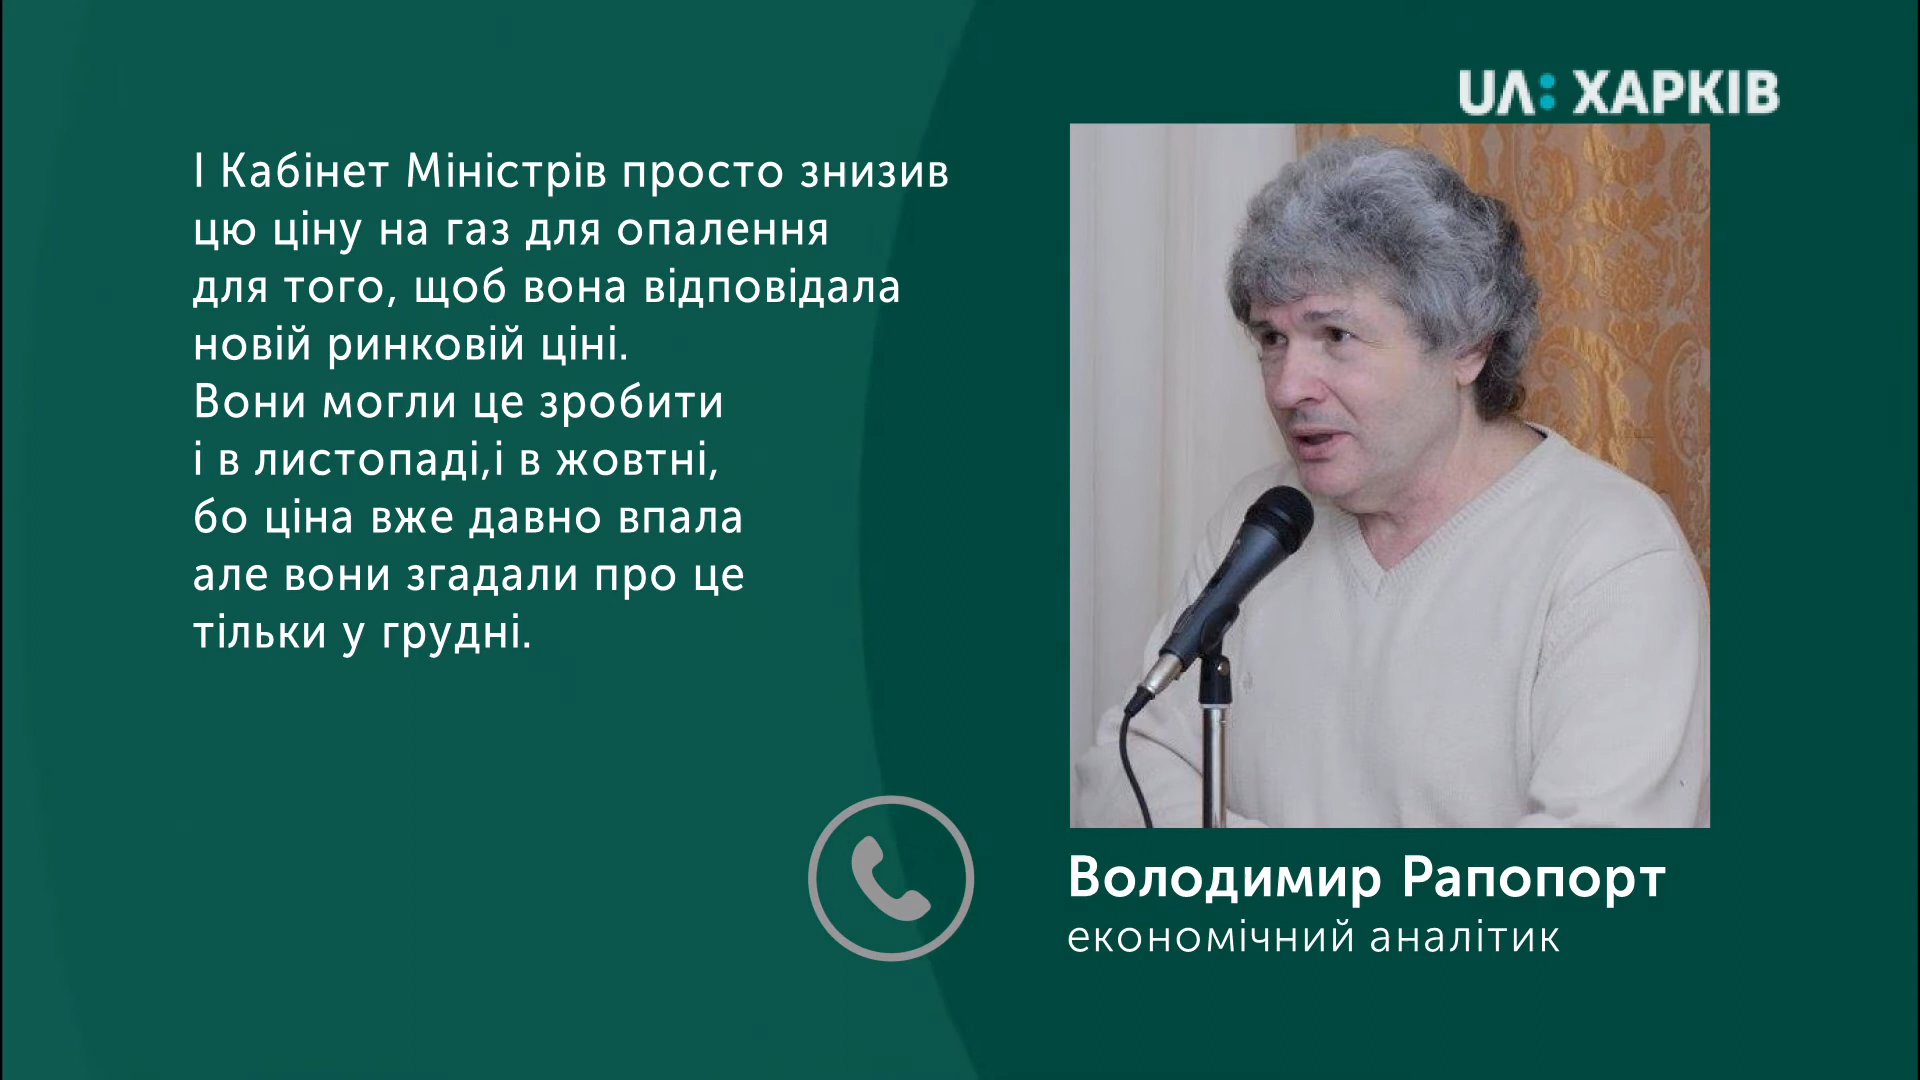 UA: ХАРКІВ
І Кабінет Міністрів просто знизив
цю ціну на газ для опалення
для того, щоб вона відповідала
новій ринковій ціні.
Вони могли це зробити
і в листопаді,і в жовтні,
бо ціна вже давно впала
але вони згадали про це
тільки у грудні.
Володимир Рапопорт
економічний аналітик